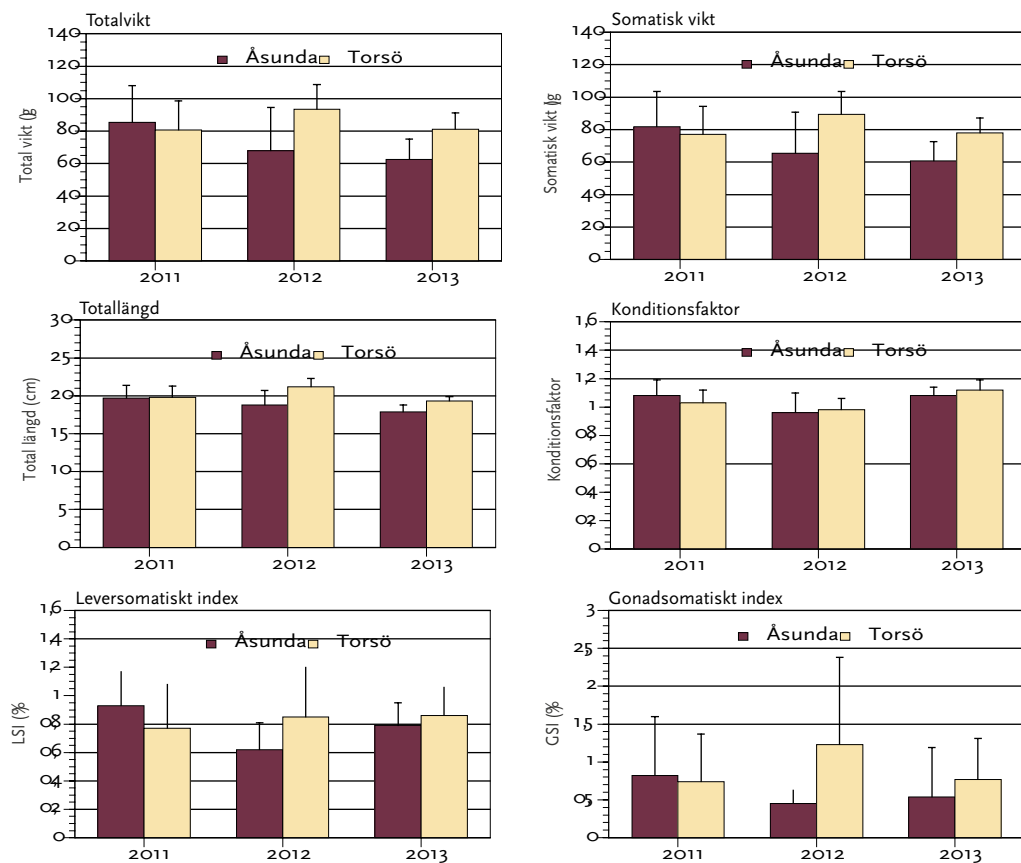 Totalvikt
140
120
100
80
60
40
20
0
Total vikt (g
Åsunda Torsö
2011 2012 2013
Somatisk vikt
140
120
100
80
60
40
20
0
Somatisk vikt (g
Åsunda Torsö
2011 2012 2013
Totallängd
30
25
20
15
10
5
0
Total längd (cm)
Åsunda Torsö
2011 2012 2013
Konditionsfaktor
1,6
1,4
1,2
1
0,8
0,6
0,4
0,2
0
Konditionsfaktor
Åsunda Torsö
2011 2012 2013
Leversomatiskt index
1,6
1,4
1,2
1
0,8
0,6
0,4
0,2
0
LSI (%
Åsunda Torsö
2011 2012 2013
Gonadsomatiskt index
3
2,5
2
1,5
1
0,5
0
GSI (%
Åsunda Torsö
2011 2012 2013